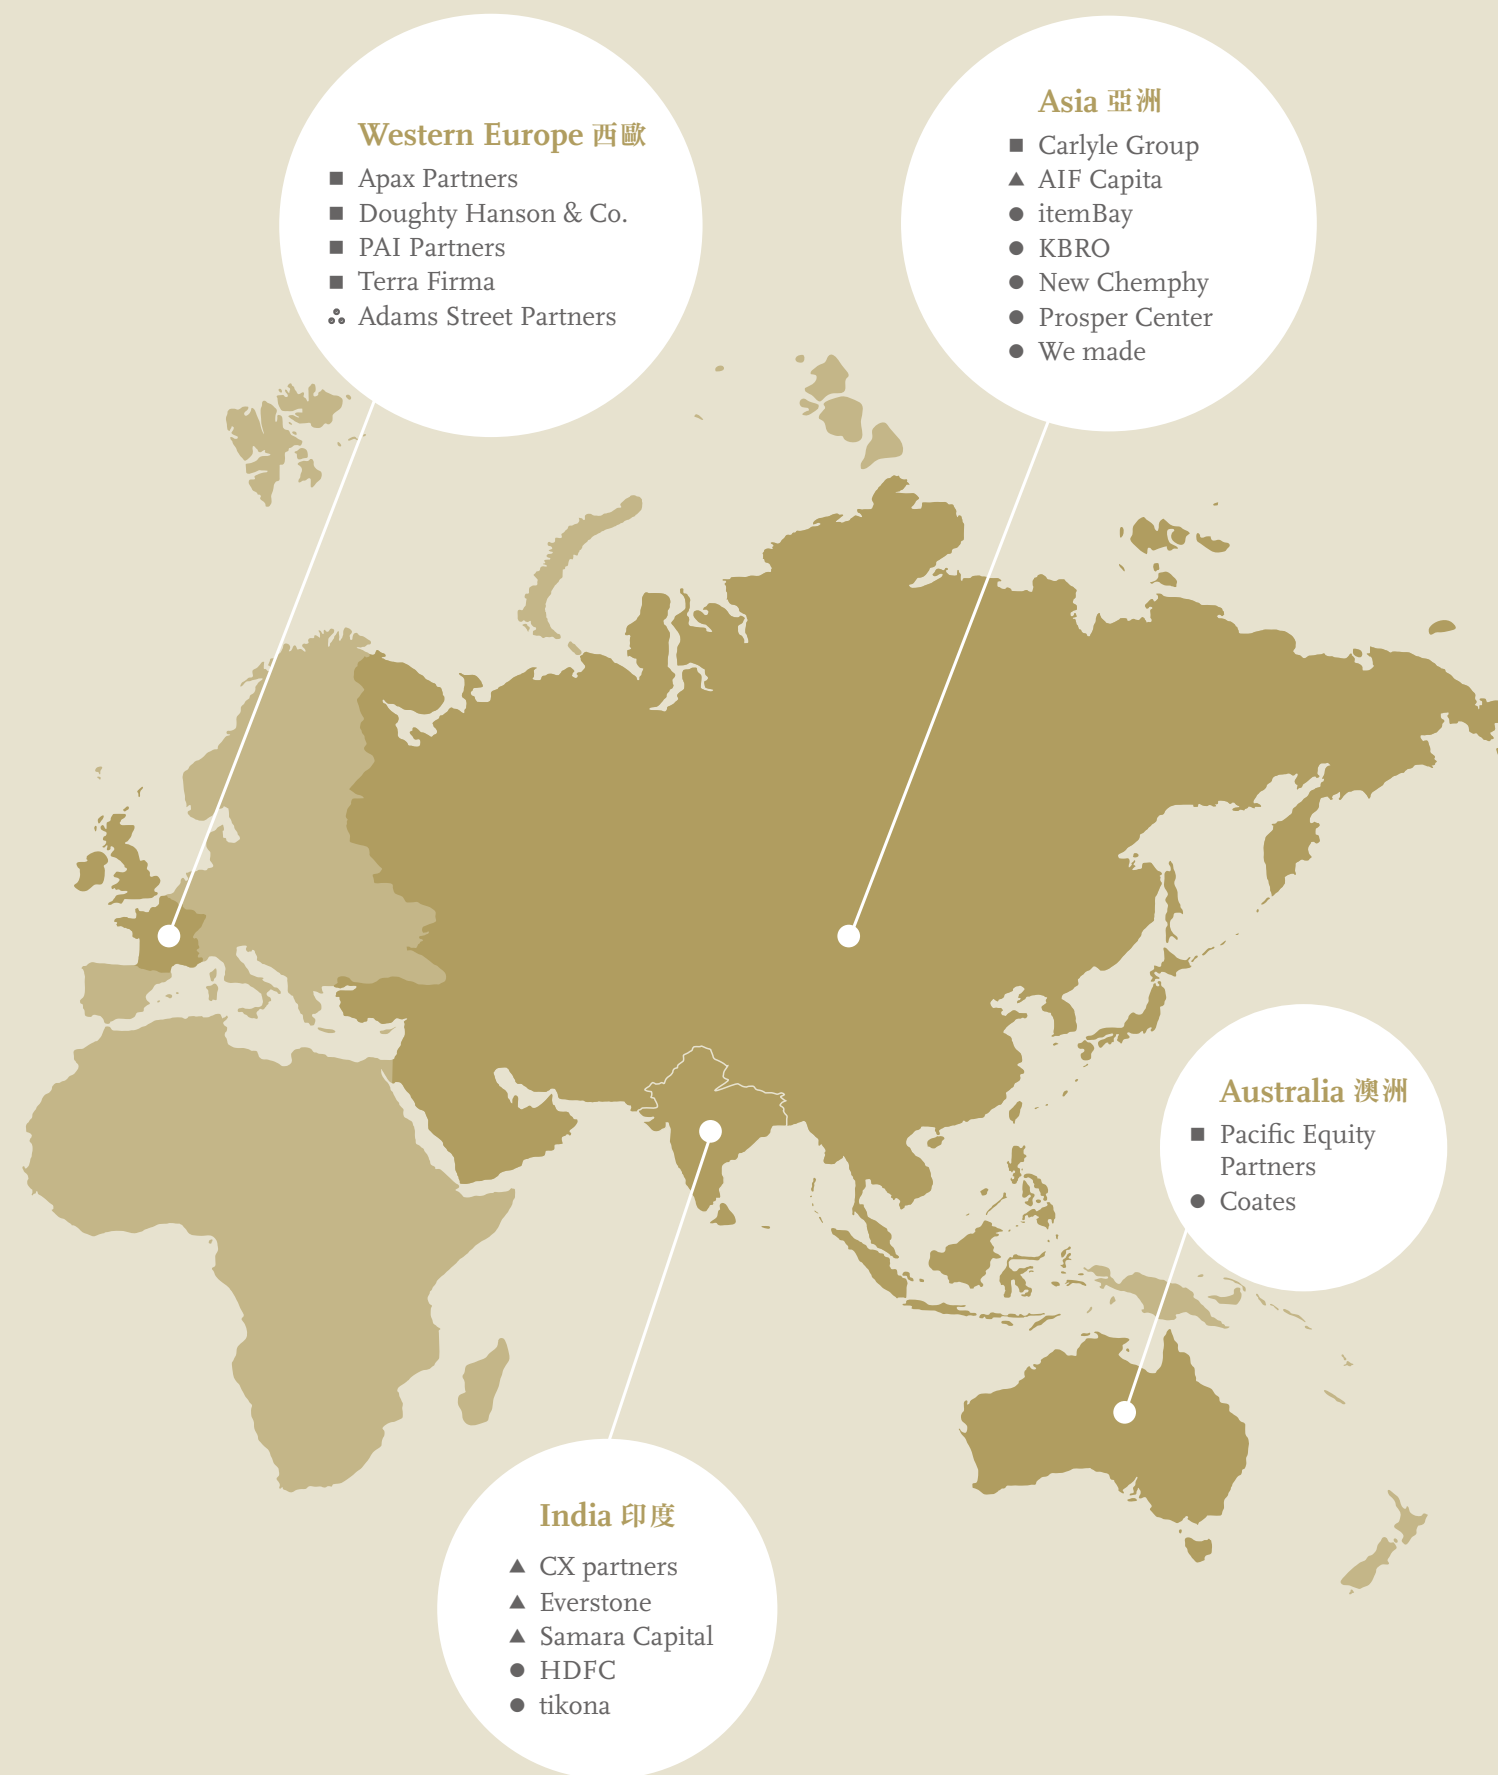 Western Europe 西歐
Apax Partners
Doughty Hanson & Co.
PAI Partners
Terra Firma
Adams Street Partners
Asia 亞洲
Carlyle Group
AIF Capita
itemBay
KBRO
New Chemphy
Prosper Center
We made
Australia 澳洲
Pacific Equity
Partners
Coates
India 印度
CX partners
Everstone
Samara Capital
HDFC
tikona